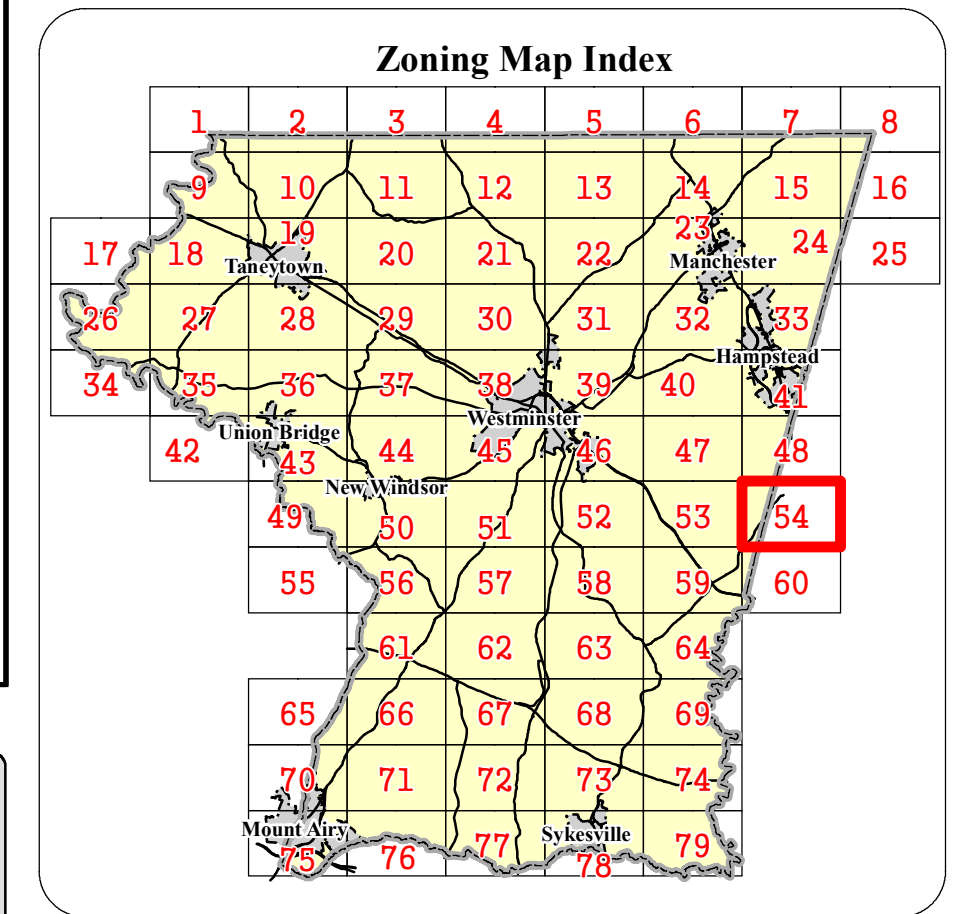 Zoning Map Index
1 2 3 4 5 6 7 8
9 10 11 12 13 14 15 16
17 18 19 20 21 22 23 24 25
Taneytown
Manchester
26 27 28 29 30 31 32 33
Hampstead
34 35 36 37 38 39 40 41
Westminster
Union Bridge
42 43 44 45 46 47 48
New Windsor
49 50 51 52 53 54
55 56 57 58 59 60
61 62 63 64
65 66 67 68 69
70 71 72 73 74
Mount Airy
Sykesville
75 76 77 78 79